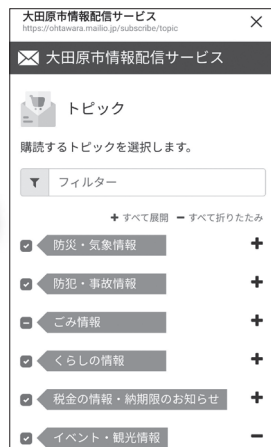 大田原市情報配信サービス
https://ohtawara.mailio.jp/subscribe/topic
大田原市情報配信サービス
トピック
購読するトピックを選択します。
フィルター
+ すべて展開 − すべて折りたたみ
防災・気象情報
防犯・事故情報
ごみ情報
くらしの情報
税金の情報・納期限のお知らせ
イベント・観光情報